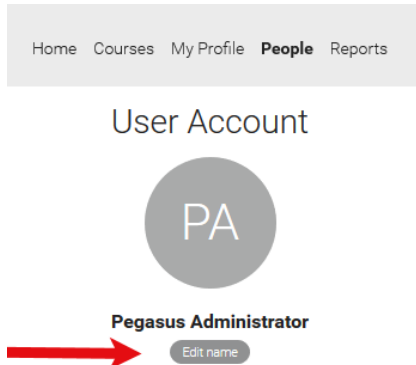 Home Courses My Profile People Reports
User Account
PA
Pegasus Administrator
Edit name